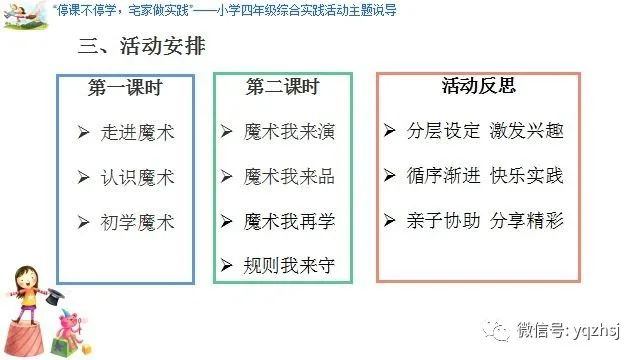 “停课不停学，宅家做实践”——小学四年级综合实践活动主题说导
三、活动安排
第一课时
走进魔术
认识魔术
初学魔术
第二课时
魔术我来演
魔术我来品
魔术我再学
规则我来守
活动反思
分层设定 激发兴趣
循序渐进 快乐实践
亲子协助 分享精彩
微信号: yqzhsj